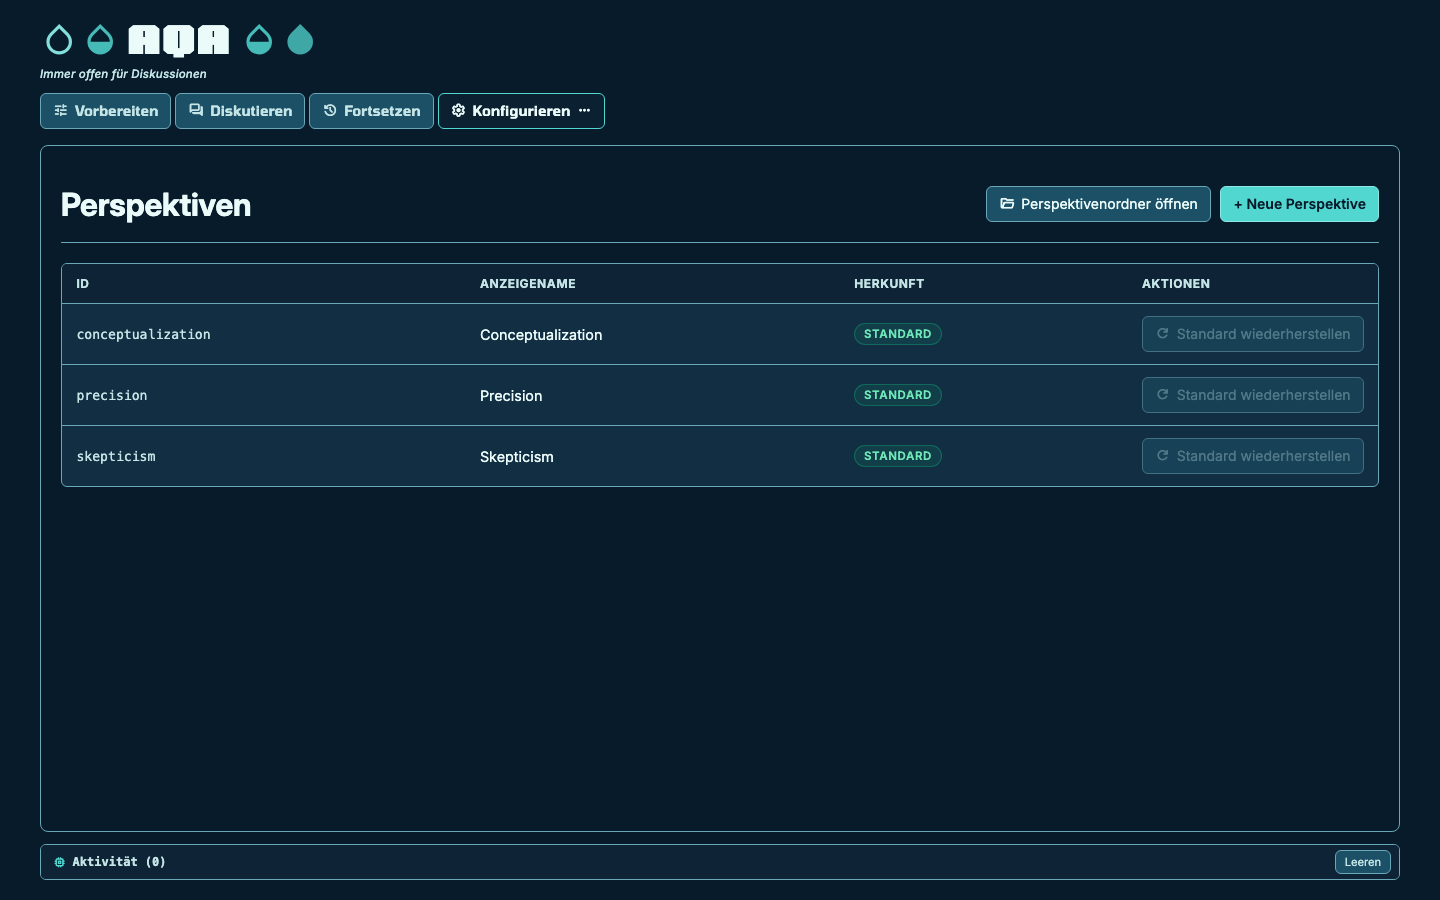 AQA
Immer offen für Diskussionen
Vorbereiten Diskutieren Fortsetzen Konfigurieren ···
Perspektiven
Perspektivenordner öffnen + Neue Perspektive
ID ANZEIGENAME HERKUNFT AKTIONEN
conceptualization Conceptualization STANDARD Standard wiederherstellen
precision Precision STANDARD Standard wiederherstellen
skepticism Skepticism STANDARD Standard wiederherstellen
Aktivität (0) Leeren